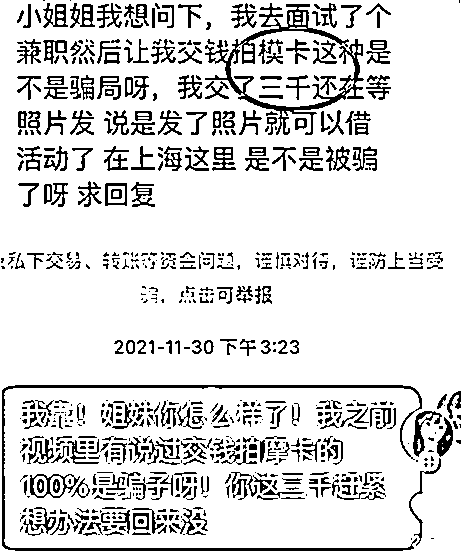 小姐姐我想问下，我去面试了个
兼职然后让我交钱拍模卡这种是
不是骗局呀，我交了三千还在等
照片发 说是发了照片就可以借
活动了 在上海这里 是不是被骗
了呀 求回复
及私下交易、转账等资金问题，谨慎对待，谨防上当受
骗，点击可举报
2021-11-30 下午3:23
我靠！姐妹你怎么样了！我之前
视频里有说过交钱拍摩卡的
100%是骗子呀！你这三千赶紧
想办法要回来没